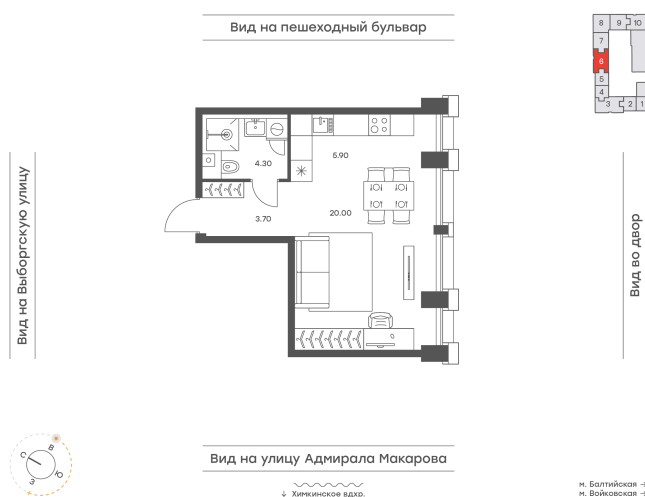 Вид на пешеходный бульвар
8 9 10
7
6
5
4
3 2 1
4.30
5.90
3.70
20.00
Вид на Выборгскую улицу
Вид во двор
С В Ю З
Вид на улицу Адмирала Макарова
↓ Химкинское вдхр.
м. Балтийская
м. Войковская